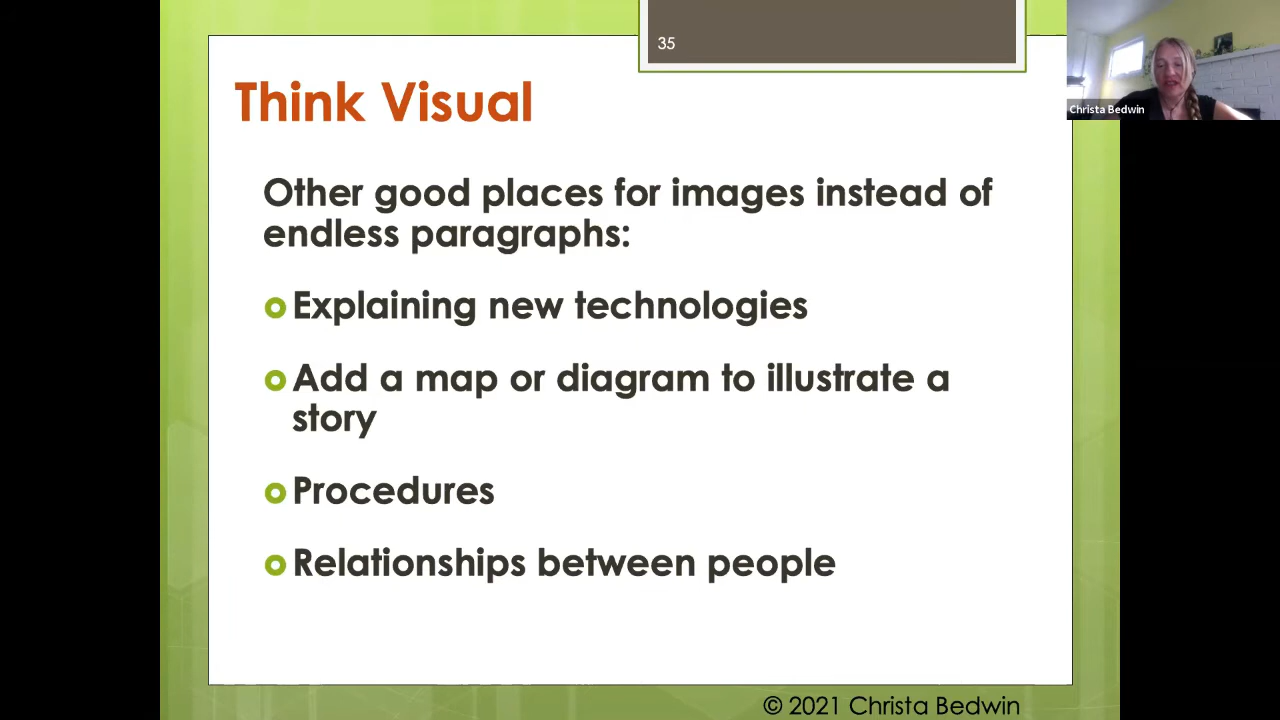 35
Christa Bedwin
Think Visual
Other good places for images instead of
endless paragraphs:
Explaining new technologies
Add a map or diagram to illustrate a
story
Procedures
Relationships between people
© 2021 Christa Bedwin